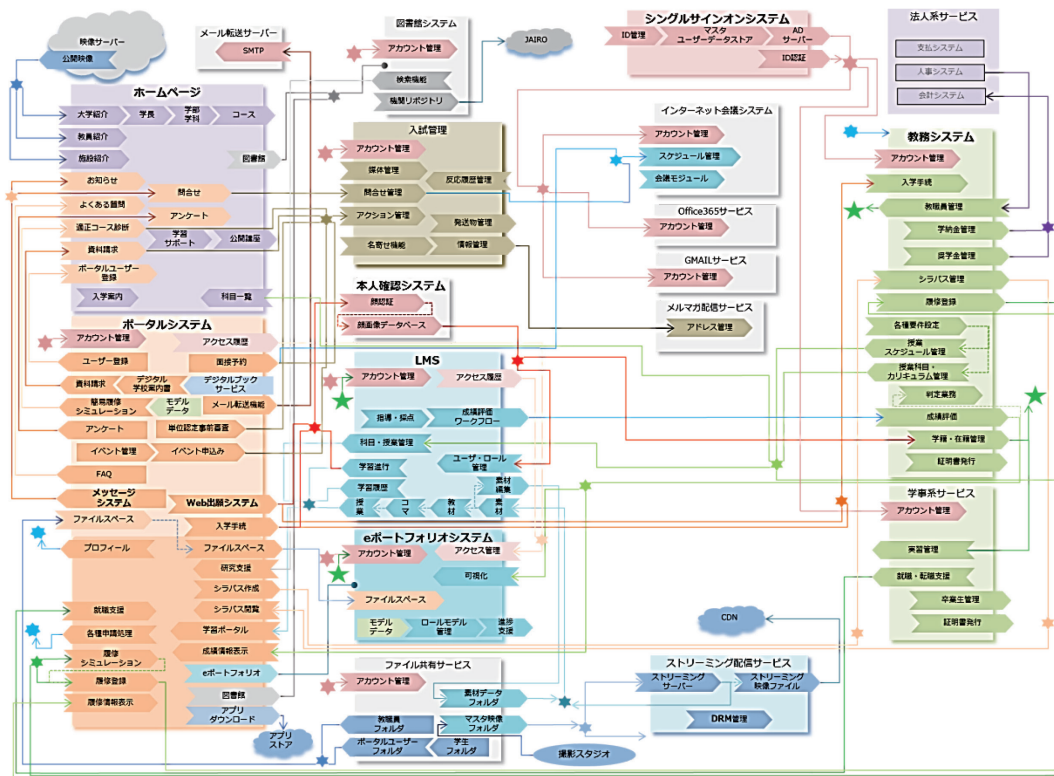 映像サーバー
公開映像
ホームページ
大学紹介
学長
学部
学科
コース
教員紹介
施設紹介
図書館
お知らせ
問合せ
よくある質問
アンケート
適正コース診断
学習
サポート
公開講座
資料請求
ポータルユーザー
登録
入学案内
科目一覧
ポータルシステム
アカウント管理
アクセス履歴
ユーザー登録
面接予約
資料請求
デジタル
学校案内書
デジタルブック
サービス
簡易履修
シミュレーション
モデル
データ
メール転送機能
アンケート
単位認定事前審査
イベント管理
イベント申込み
FAQ
メッセージ
システム
Web出願システム
ファイルスペース
入学手続
プロフィール
ファイルスペース
研究支援
シラバス作成
就職支援
シラバス閲覧
各種申請処理
学習ポータル
履修
シミュレーション
成績情報表示
履修登録
eポートフォリオ
図書館
履修情報表示
アプリ
ダウンロード
アプリ
ストア
メール転送サーバー
SMTP
図書館システム
アカウント管理
検索機能
機関リポジトリ
JAIRO
入試管理
アカウント管理
媒体管理
反応履歴管理
問合せ管理
アクション管理
発送物管理
名寄せ機能
情報管理
本人確認システム
顔認証
顔画像データベース
LMS
アカウント管理
アクセス履歴
指導・採点
成績評価
ワークフロー
科目・授業管理
学習進行
ユーザ・ロール
管理
学習履歴
素材
編集
授業
コマ
教材
素材
eポートフォリオシステム
アカウント管理
アクセス管理
可視化
ファイルスペース
モデル
データ
ロールモデル
管理
進捗
支援
ファイル共有サービス
アカウント管理
素材データ
フォルダ
教職員
フォルダ
マスタ映像
フォルダ
ポータルユーザー
フォルダ
学生
フォルダ
撮影スタジオ
シングルサインオンシステム
ID管理
マスタ
ユーザーデータストア
AD
サーバー
ID認証
インターネット会議システム
アカウント管理
スケジュール管理
会議モジュール
Office365サービス
アカウント管理
GMAILサービス
アカウント管理
メルマガ配信サービス
アドレス管理
CDN
ストリーミング配信サービス
ストリーミング
サーバー
ストリーミング
映像ファイル
DRM管理
法人系サービス
支払システム
人事システム
会計システム
教務システム
アカウント管理
入学手続
教職員管理
学納金管理
奨学金管理
シラバス管理
履修登録
各種要件設定
授業
スケジュール管理
授業科目・
カリキュラム管理
判定業務
成績評価
学籍・在籍管理
証明書発行
学事系サービス
アカウント管理
実習管理
就職・転職支援
卒業生管理
証明書発行